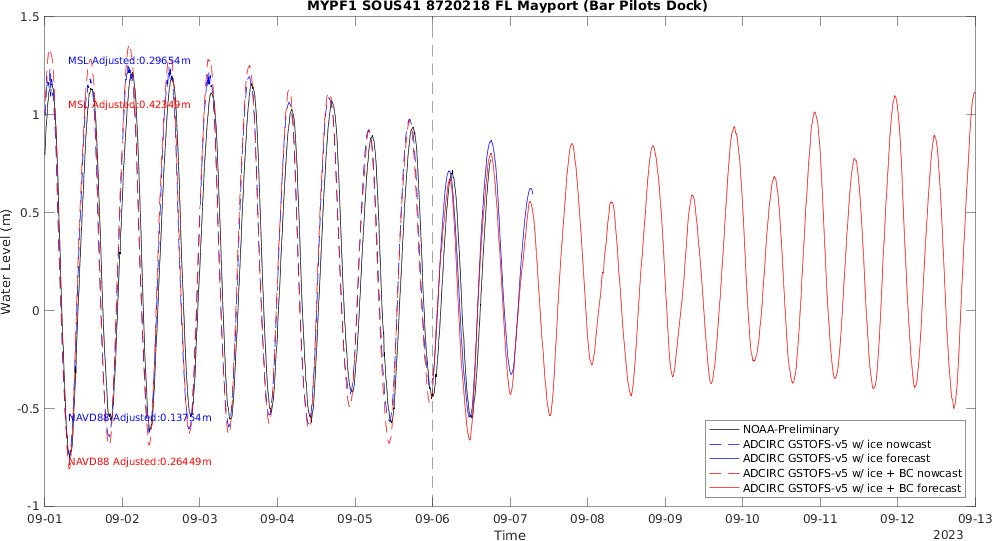 MYPF1 SOUS41 8720218 FL Mayport (Bar Pilots Dock)
1.5
1
0.5
0
-0.5
-1
Water Level (m)
MSL Adjusted:0.29654m
MSL Adjusted:0.42349m
NAVD88 Adjusted:0.13754m
NAVD88 Adjusted:0.26449m
NOAA-Preliminary
ADCIRC GSTOFS-v5 w/ ice nowcast
ADCIRC GSTOFS-v5 w/ ice forecast
ADCIRC GSTOFS-v5 w/ ice + BC nowcast
ADCIRC GSTOFS-v5 w/ ice + BC forecast
09-01 09-02 09-03 09-04 09-05 09-06 09-07 09-08 09-09 09-10 09-11 09-12 09-13
Time
2023